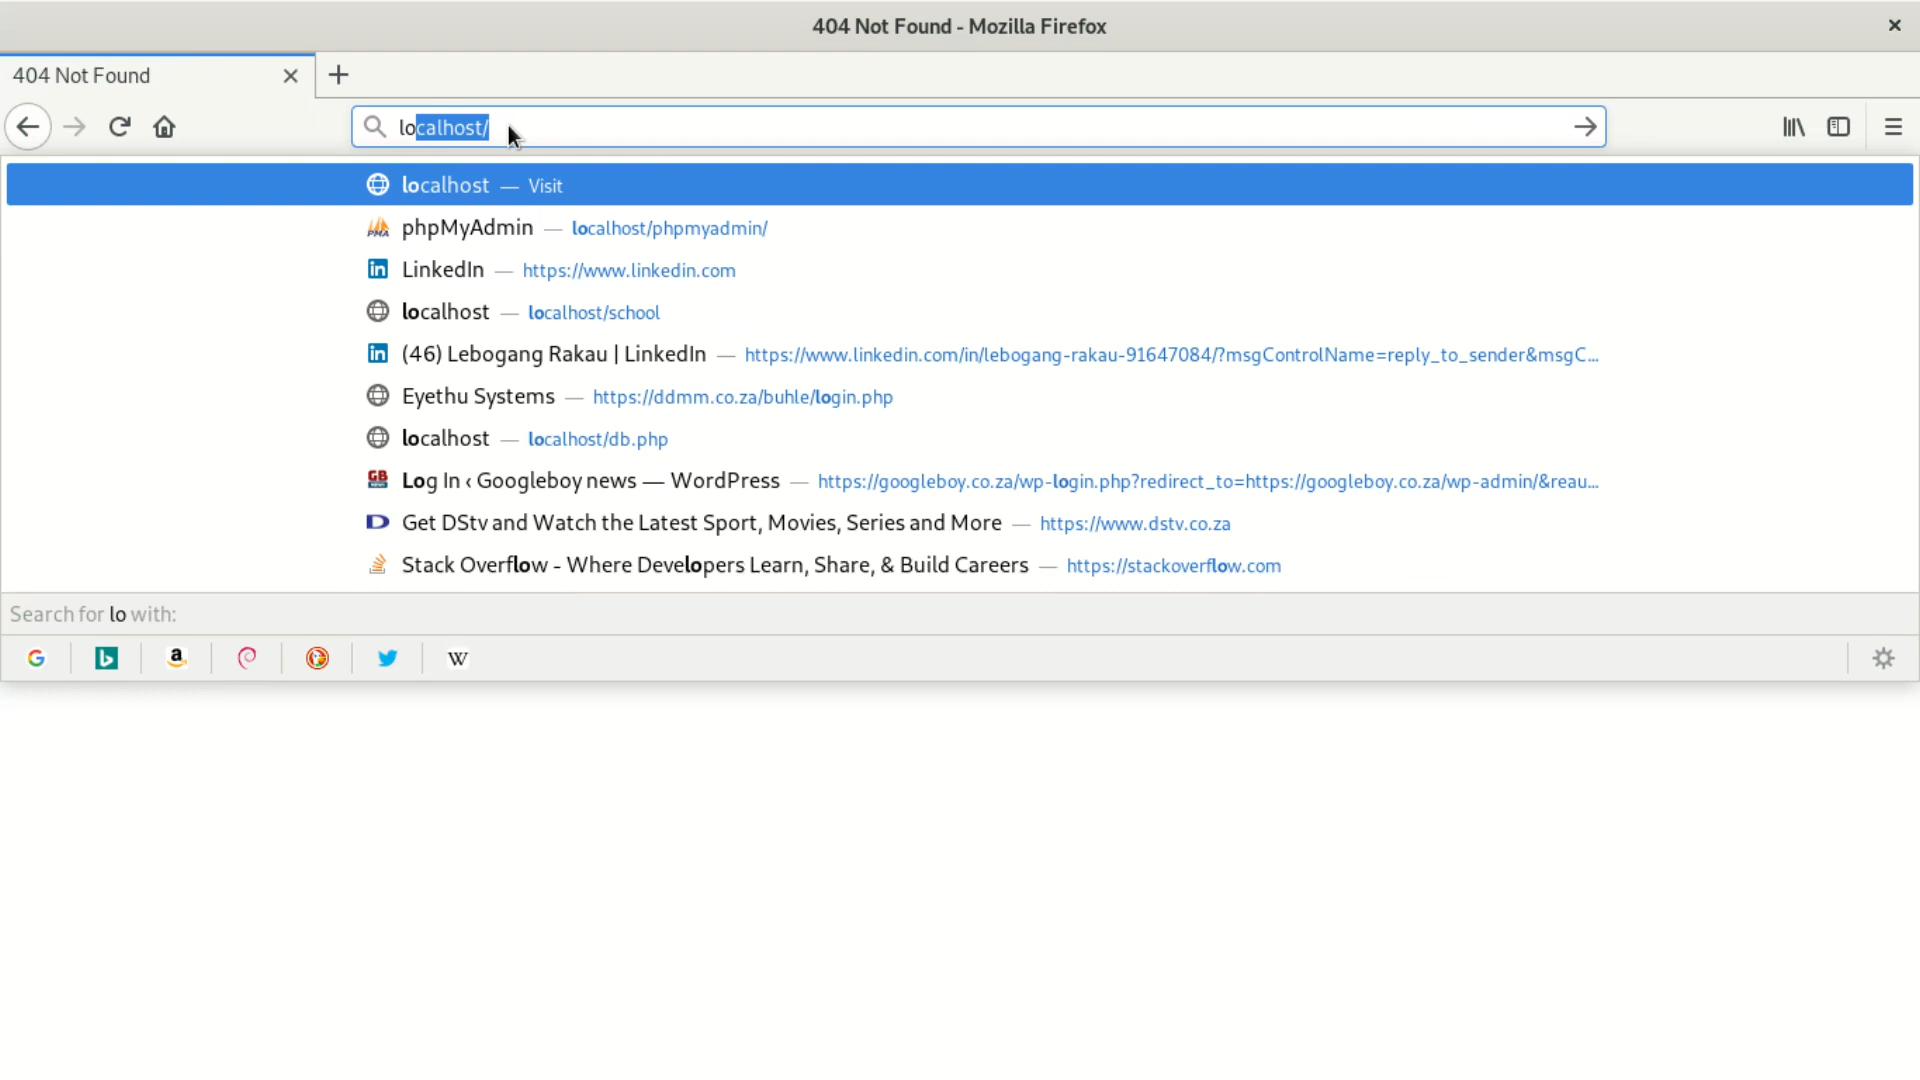 404 Not Found - Mozilla Firefox
404 Not Found
localhost/
localhost — Visit
phpMyAdmin — localhost/phpmyadmin/
LinkedIn — https://www.linkedin.com
localhost — localhost/school
(46) Lebogang Rakau | LinkedIn — https://www.linkedin.com/in/lebogang-rakau-91647084/?msgControlName=reply_to_sender&msgC...
Eyethu Systems — https://ddmm.co.za/buhle/login.php
localhost — localhost/db.php
Log In ‹ Googleboy news — WordPress — https://googleboy.co.za/wp-login.php?redirect_to=https://googleboy.co.za/wp-admin/&reau...
Get DStv and Watch the Latest Sport, Movies, Series and More — https://www.dstv.co.za
Stack Overflow - Where Developers Learn, Share, & Build Careers — https://stackoverflow.com
Search for lo with: